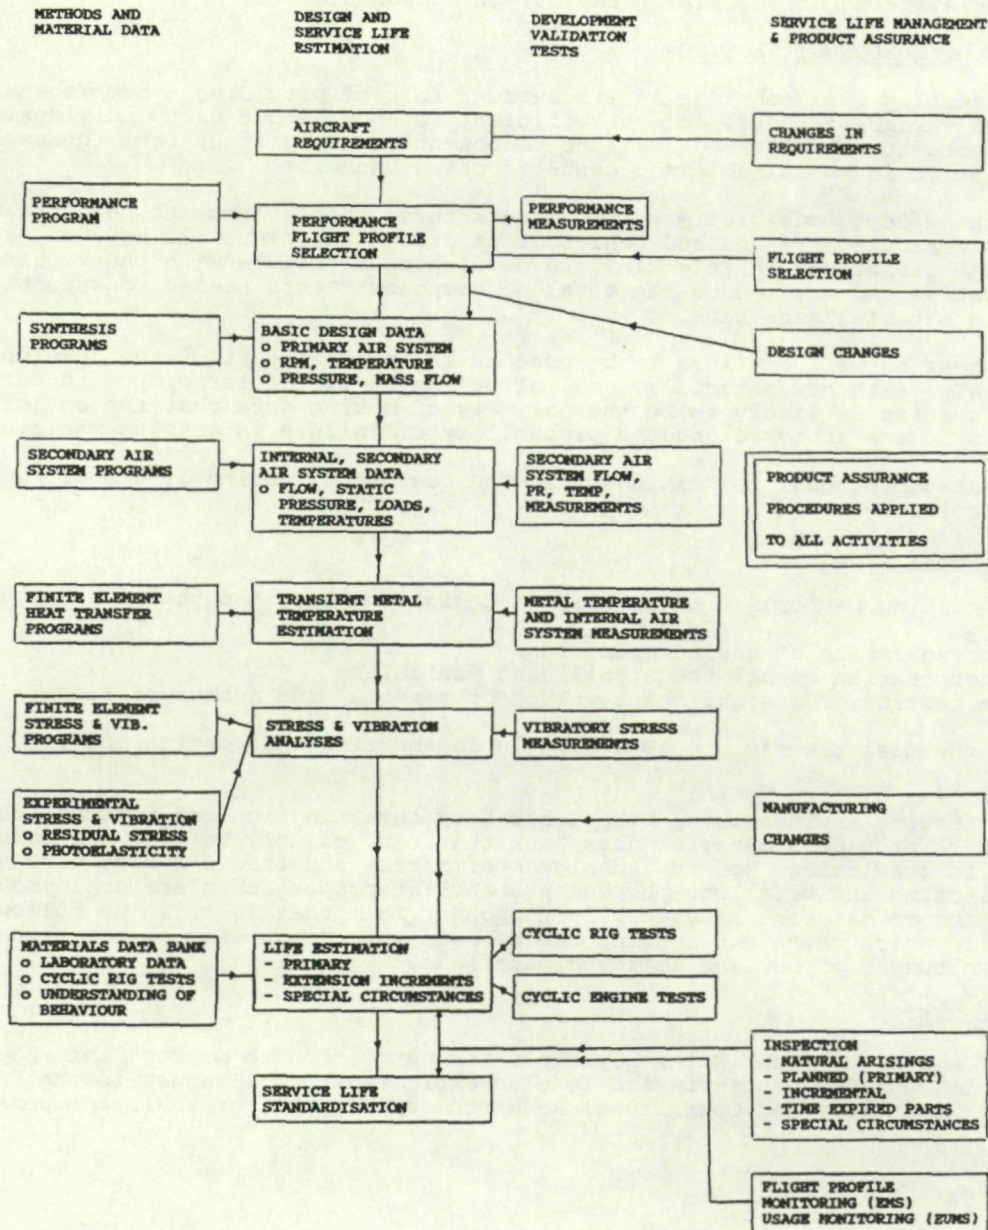 METHODS AND
MATERIAL DATA
DESIGN AND
SERVICE LIFE
ESTIMATION
DEVELOPMENT
VALIDATION
TESTS
SERVICE LIFE MANAGEMENT
& PRODUCT ASSURANCE
AIRCRAFT
REQUIREMENTS
CHANGES IN
REQUIREMENTS
PERFORMANCE
PROGRAM
PERFORMANCE
FLIGHT PROFILE
SELECTION
PERFORMANCE
MEASUREMENTS
FLIGHT PROFILE
SELECTION
SYNTHESIS
PROGRAMS
BASIC DESIGN DATA
o PRIMARY AIR SYSTEM
o RPM, TEMPERATURE
o PRESSURE, MASS FLOW
DESIGN CHANGES
SECONDARY AIR
SYSTEM PROGRAMS
INTERNAL, SECONDARY
AIR SYSTEM DATA
o FLOW, STATIC
PRESSURE, LOADS,
TEMPERATURES
SECONDARY AIR
SYSTEM FLOW,
PR, TEMP,
MEASUREMENTS
PRODUCT ASSURANCE
PROCEDURES APPLIED
TO ALL ACTIVITIES
FINITE ELEMENT
HEAT TRANSFER
PROGRAMS
TRANSIENT METAL
TEMPERATURE
ESTIMATION
METAL TEMPERATURE
AND INTERNAL AIR
SYSTEM MEASUREMENTS
FINITE ELEMENT
STRESS & VIB.
PROGRAMS
STRESS & VIBRATION
ANALYSES
VIBRATORY STRESS
MEASUREMENTS
EXPERIMENTAL
STRESS & VIBRATION
o RESIDUAL STRESS
o PHOTOELASTICITY
MANUFACTURING
CHANGES
MATERIALS DATA BANK
o LABORATORY DATA
o CYCLIC RIG TESTS
o UNDERSTANDING OF
BEHAVIOUR
LIFE ESTIMATION
- PRIMARY
- EXTENSION INCREMENTS
- SPECIAL CIRCUMSTANCES
CYCLIC RIG TESTS
CYCLIC ENGINE TESTS
SERVICE LIFE
STANDARDISATION
INSPECTION
- NATURAL ARISINGS
- PLANNED (PRIMARY)
- INCREMENTAL
- TIME EXPIRED PARTS
- SPECIAL CIRCUMSTANCES
FLIGHT PROFILE
MONITORING (EMS)
USAGE MONITORING (EUMS)